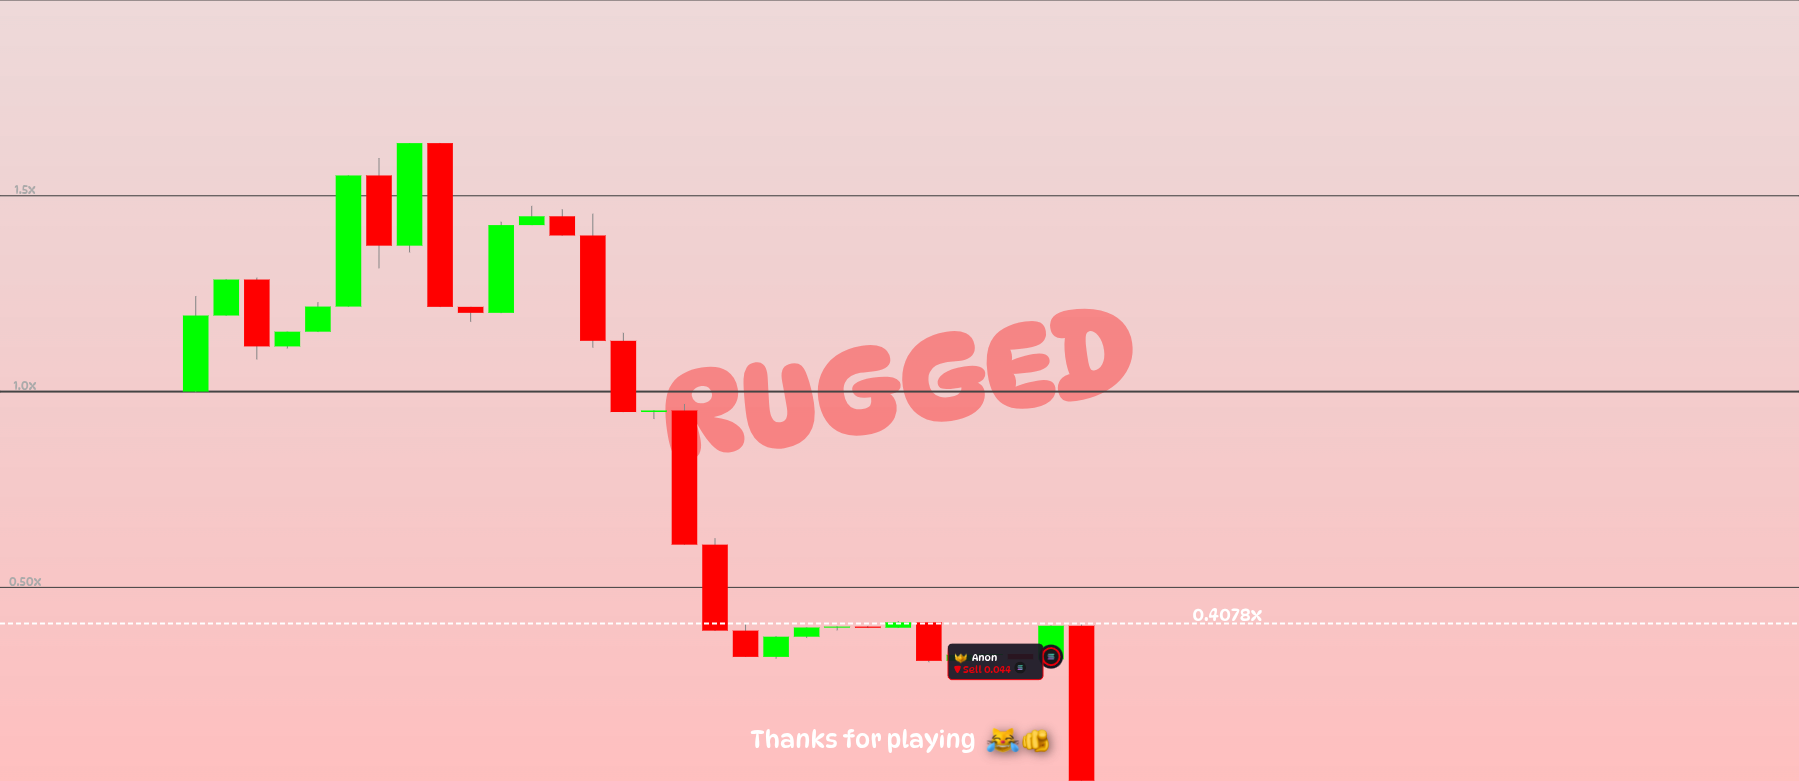 1.5x
1.0x
RUGGED
0.50x
0.4078x
Anon
Sell 0.044
Thanks for playing